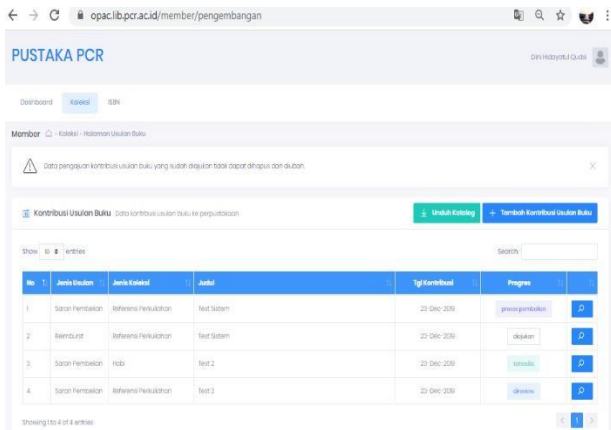 opac.lib.pcr.ac.id/member/pengembangan
PUSTAKA PCR
Dini Hidayatul Qudsi
Dashboard Koleksi ISBN
Member - Koleksi - Halaman Usulan Buku
Data pengajuan kontribusi usulan buku yang sudah diajukan tidak dapat dihapus dan diubah.
Kontribusi Usulan Buku Data kontribusi usulan buku ke perpustakaan
Unduh Katalog + Tambah Kontribusi Usulan Buku
Show 10 entries Search:
No Jenis Usulan Jenis Koleksi Judul Tgl Kontribusi Progres
1 Saran Pembelian Referensi Perkuliahan Test Sistem 23-Dec-2019 proses pembelian
2 Reimburst Referensi Perkuliahan Test Sistem 23-Dec-2019 diajukan
3 Saran Pembelian Hobi Test 2 23-Dec-2019 tersedia
4 Saran Pembelian Referensi Perkuliahan Test 3 23-Dec-2019 direview
Showing 1 to 4 of 4 entries < 1 >